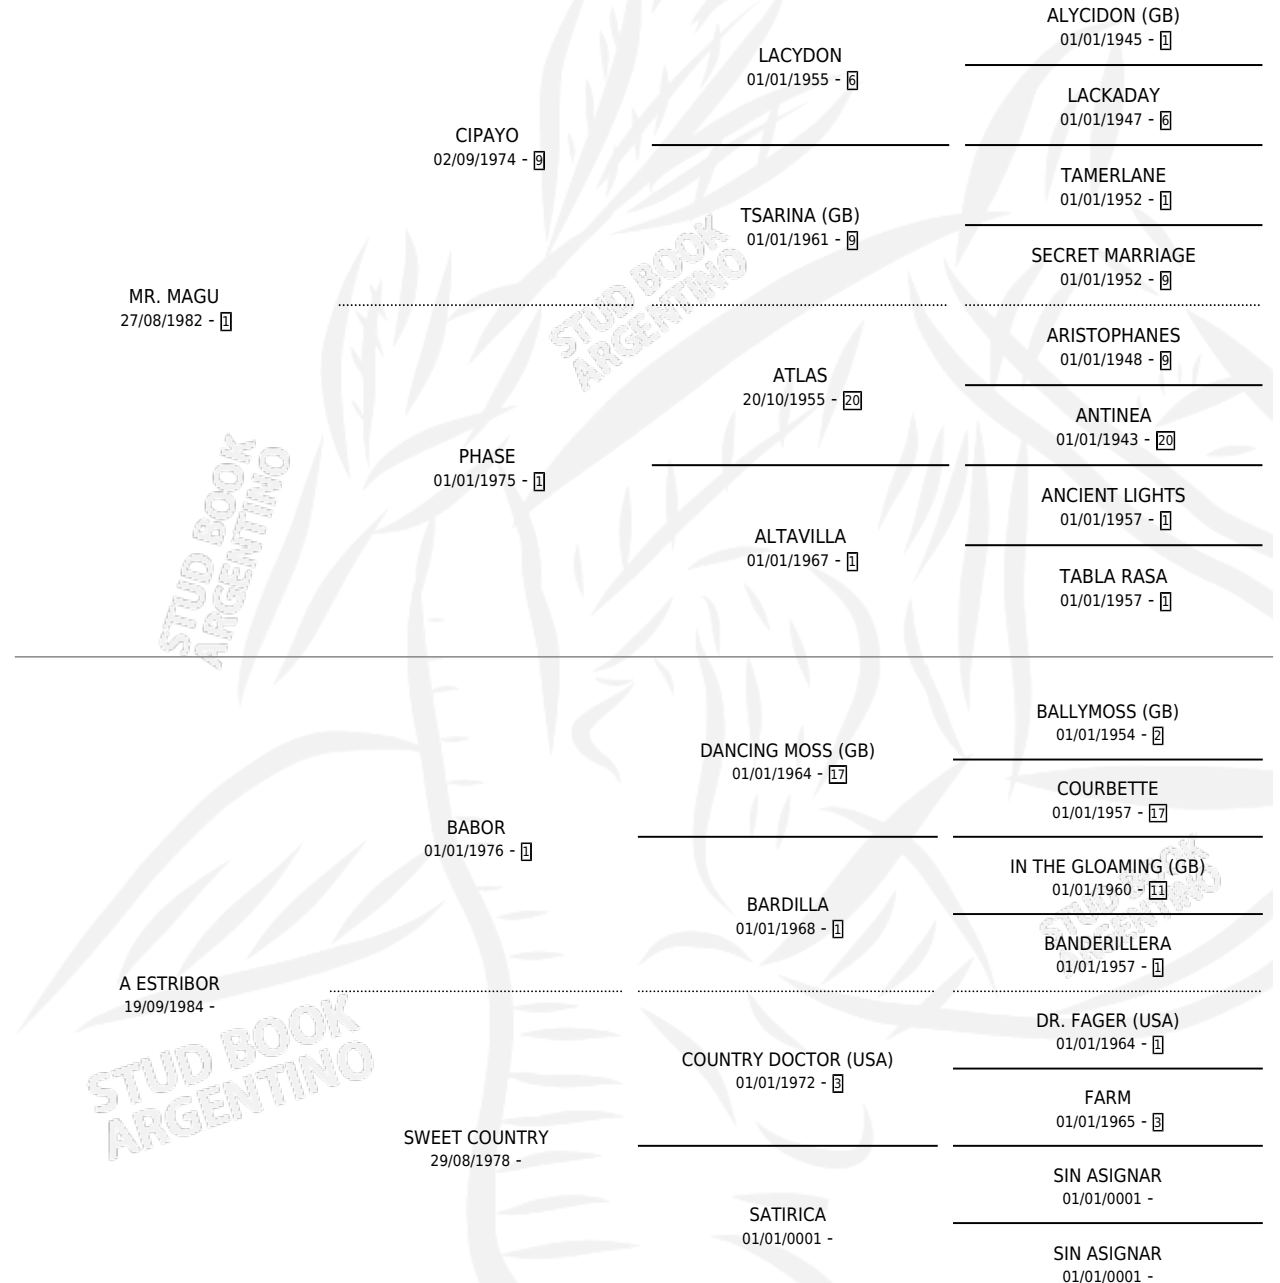 ALYCIDON (GB)
01/01/1945 - 1
LACYDON
01/01/1955 - 6
LACKADAY
01/01/1947 - 6
CIPAYO
02/09/1974 - 9
TAMERLANE
01/01/1952 - 1
TSARINA (GB)
01/01/1961 - 9
SECRET MARRIAGE
01/01/1952 - 9
MR. MAGU
27/08/1982 - 1
STUD BOOK
ARGENTINO
ARISTOPHANES
01/01/1948 - 9
ATLAS
20/10/1955 - 20
ANTINEA
01/01/1943 - 20
PHASE
01/01/1975 - 1
ANCIENT LIGHTS
01/01/1957 - 1
ALTAVILLA
01/01/1967 - 1
TABLA RASA
01/01/1957 - 1
STUD BOOK
ARGENTINO
BALLYMOSS (GB)
01/01/1954 - 2
DANCING MOSS (GB)
01/01/1964 - 17
COURBETTE
01/01/1957 - 17
BABOR
01/01/1976 - 1
IN THE GLOAMING (GB)
01/01/1960 - 11
BARDILLA
01/01/1968 - 1
BANDERILLERA
01/01/1957 - 1
STUD BOOK
ARGENTINO
A ESTRIBOR
19/09/1984 -
DR. FAGER (USA)
01/01/1964 - 1
COUNTRY DOCTOR (USA)
01/01/1972 - 3
FARM
01/01/1965 - 3
STUD BOOK
ARGENTINO
SWEET COUNTRY
29/08/1978 -
SIN ASIGNAR
01/01/0001 -
SATIRICA
01/01/0001 -
SIN ASIGNAR
01/01/0001 -